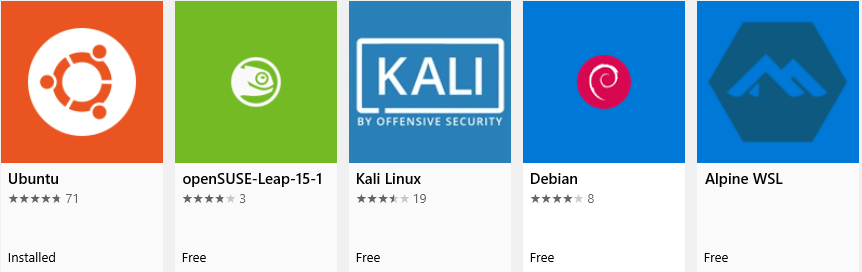 KALI
BY OFFENSIVE SECURITY
Ubuntu
71
Installed
openSUSE-Leap-15-1
3
Free
Kali Linux
19
Free
Debian
8
Free
Alpine WSL
Free